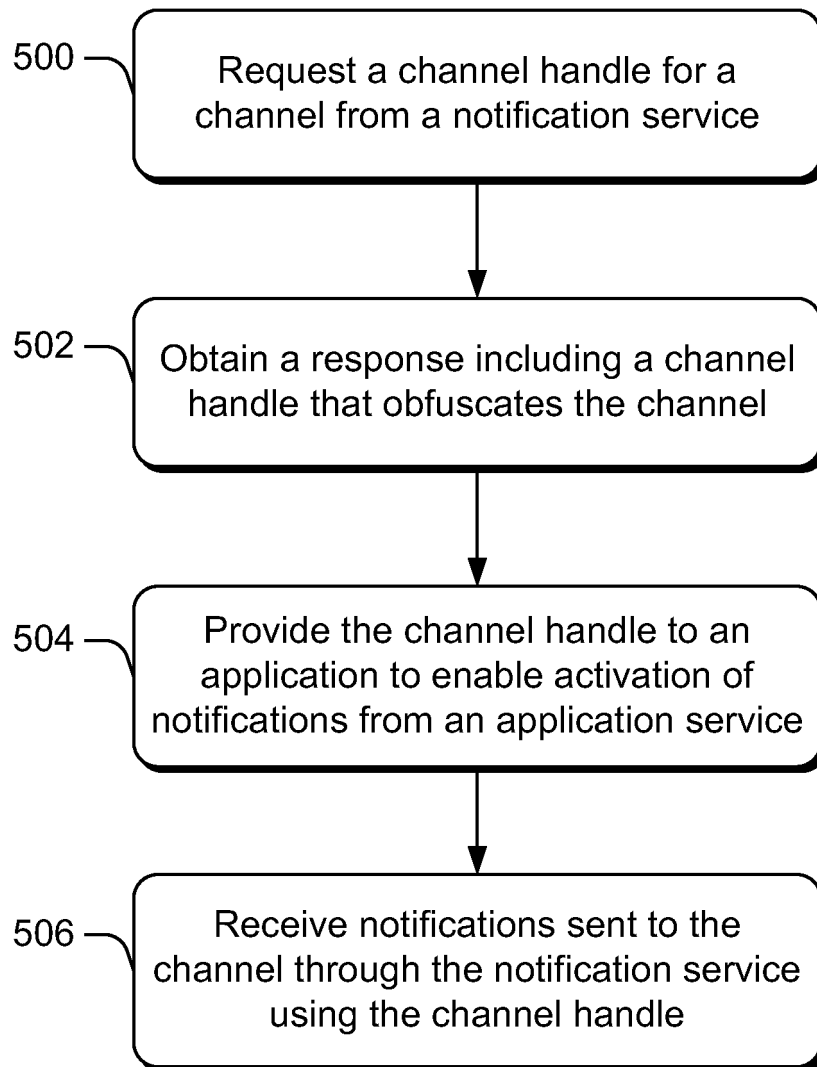 500
Request a channel handle for a
channel from a notification service
502
Obtain a response including a channel
handle that obfuscates the channel
504
Provide the channel handle to an
application to enable activation of
notifications from an application service
506
Receive notifications sent to the
channel through the notification service
using the channel handle